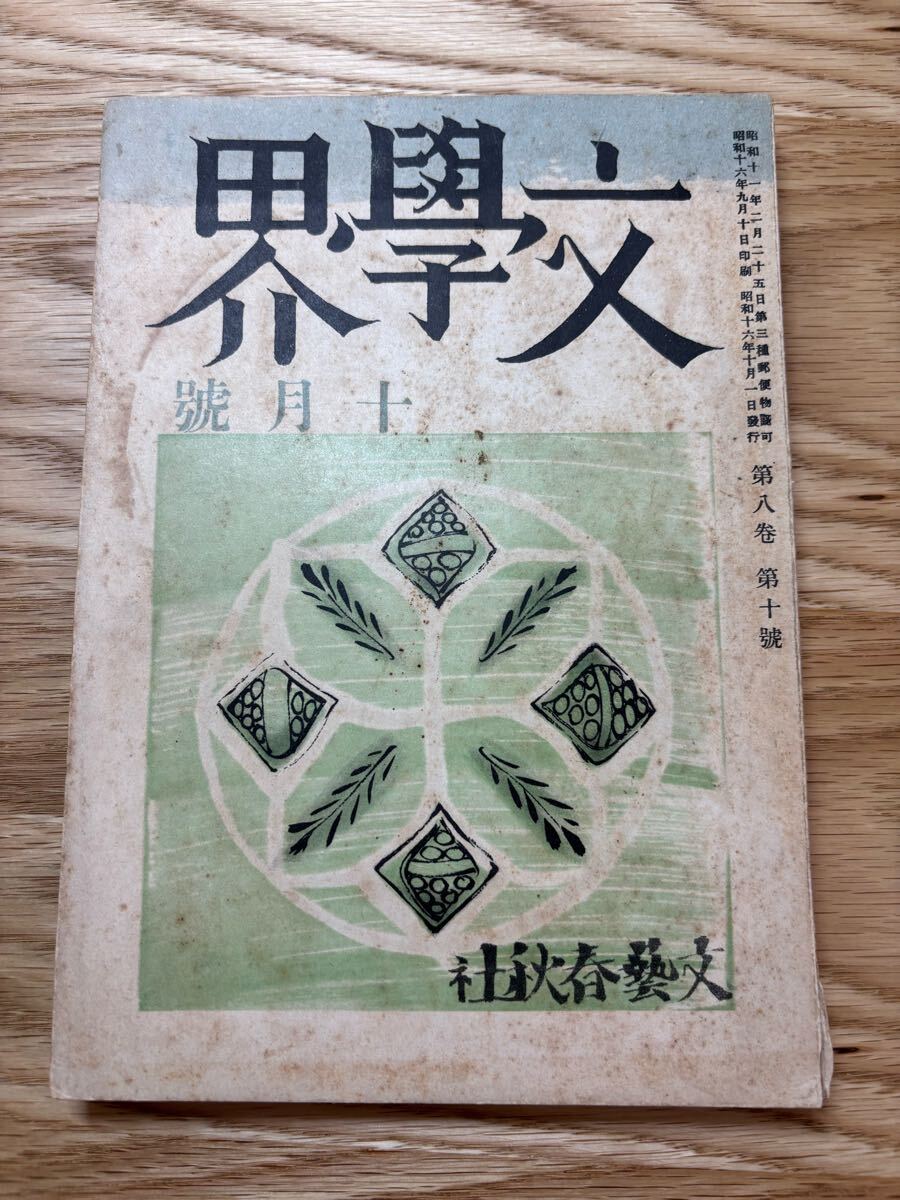 文學界
十月號
昭和十一年二月二十五日第三種郵便物認可
昭和十六年九月十日印刷 昭和十六年十月一日發行
第八卷 第十號
文藝春秋社